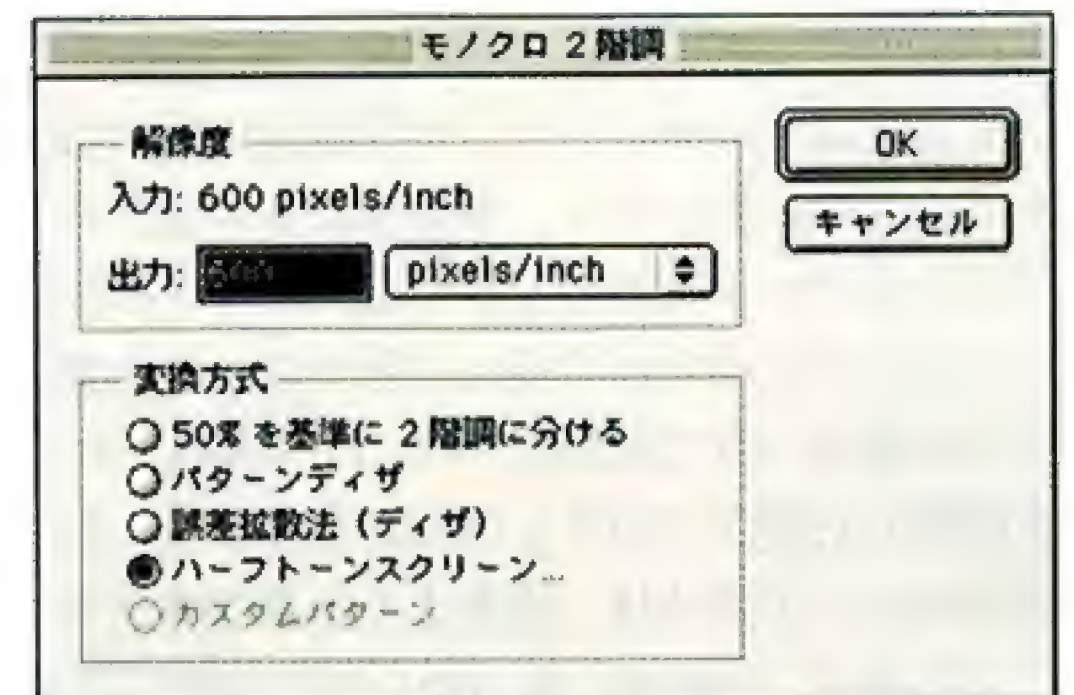 モノクロ 2 階調
解像度
入力: 600 pixels/inch
出力: pixels/inch
OK
キャンセル
変換方式
50% を基準に 2 階調に分ける
パターンディザ
誤差拡散法 (ディザ)
ハーフトーンスクリーン...
カスタムパターン